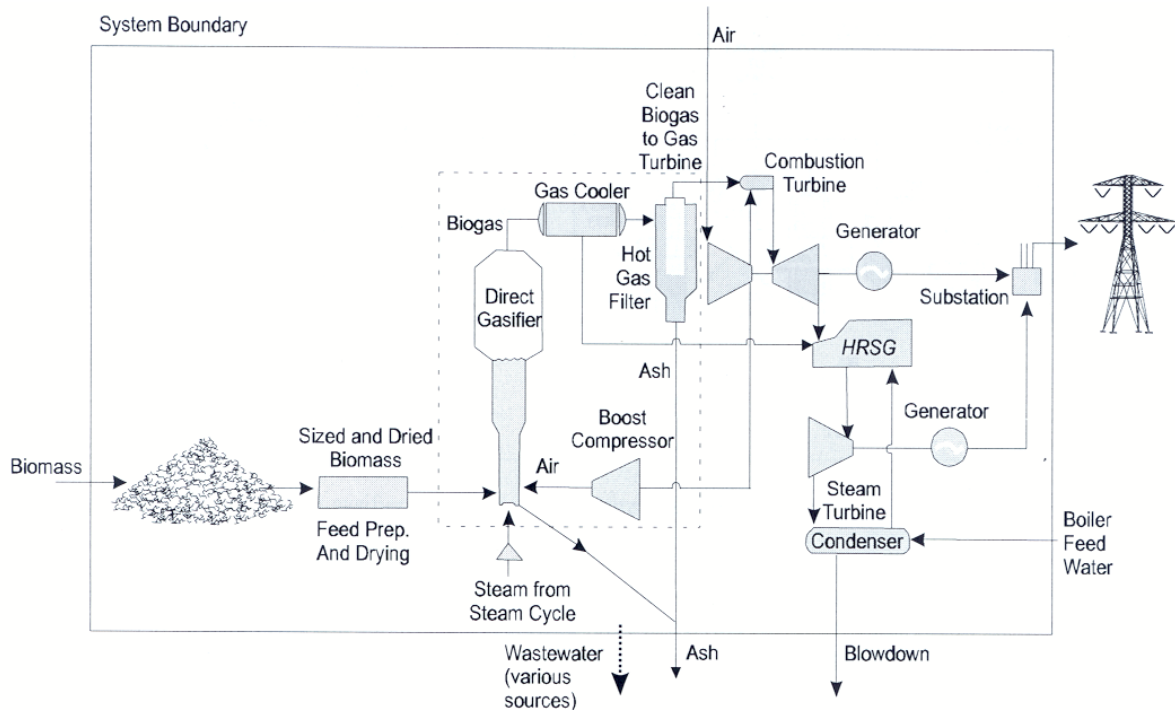 System Boundary
Air
Clean
Biogas
to Gas
Turbine
Combustion
Turbine
Gas Cooler
Biogas
Hot
Gas
Filter
Generator
Substation
Direct
Gasifier
HRSG
Ash
Generator
Boost
Compressor
Sized and Dried
Biomass
Biomass
Air
Steam
Turbine
Feed Prep.
And Drying
Condenser
Boiler
Feed
Water
Steam from
Steam Cycle
Wastewater
(various
sources)
Ash
Blowdown